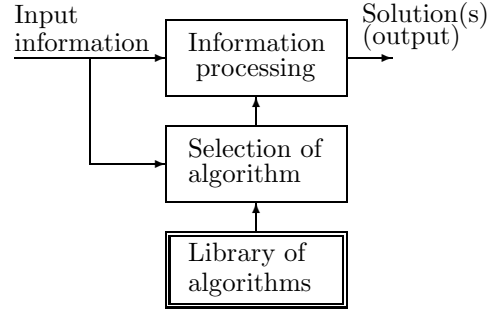 Input
information
Information
processing
Solution(s)
(output)
Selection of
algorithm
Library of
algorithms